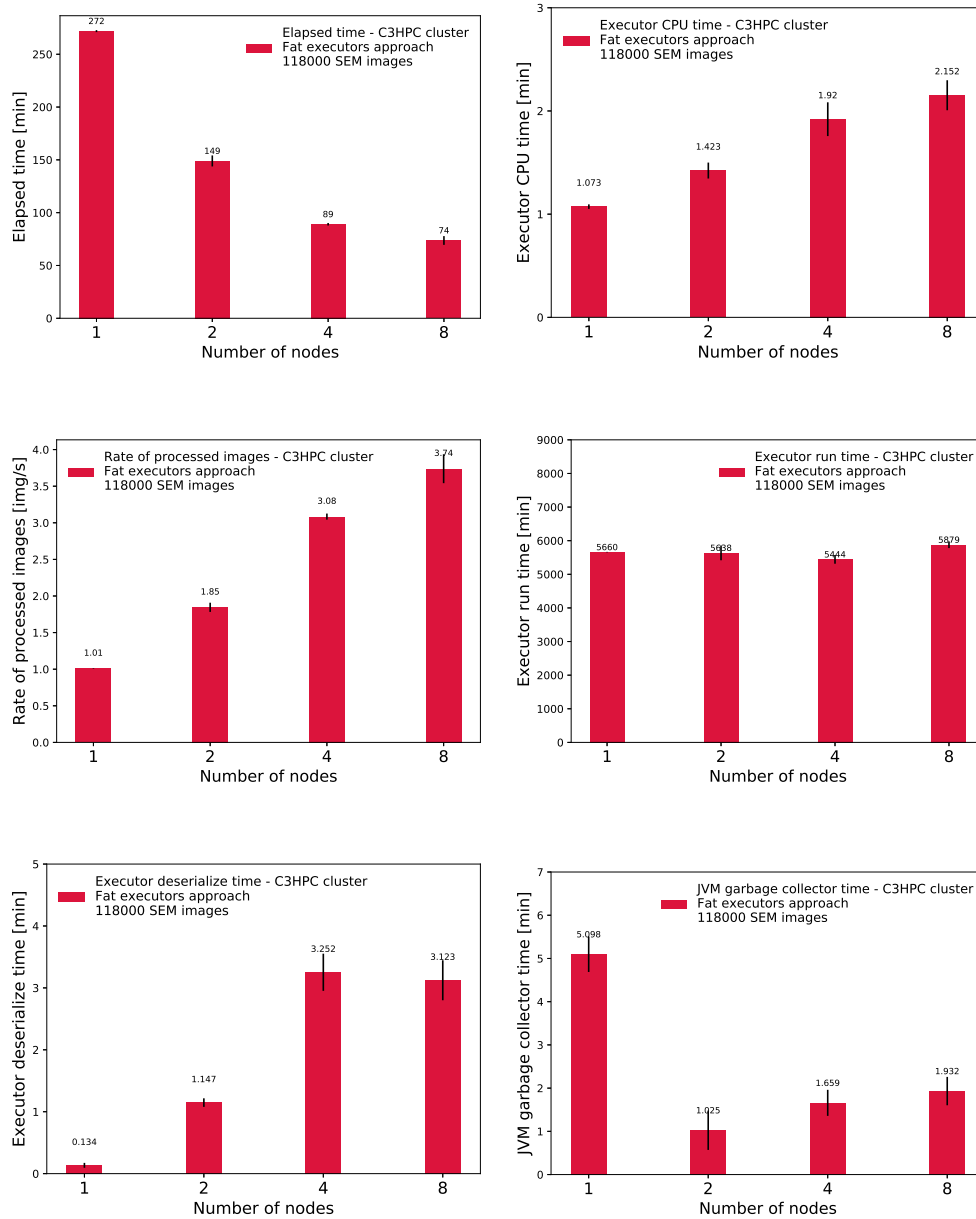 272
Elapsed time - C3HPC cluster
Fat executors approach
118000 SEM images
250
200
150
100
50
0
149
89
74
Elapsed time [min]
1 2 4 8
Number of nodes
3
2
1
0
Executor CPU time - C3HPC cluster
Fat executors approach
118000 SEM images
1.073
1.423
1.92
2.152
Executor CPU time [min]
1 2 4 8
Number of nodes
4.0
3.5
3.0
2.5
2.0
1.5
1.0
0.5
0.0
Rate of processed images - C3HPC cluster
Fat executors approach
118000 SEM images
1.01
1.85
3.08
3.74
Rate of processed images [img/s]
1 2 4 8
Number of nodes
9000
8000
7000
6000
5000
4000
3000
2000
1000
0
Executor run time - C3HPC cluster
Fat executors approach
118000 SEM images
5660
5638
5444
5879
Executor run time [min]
1 2 4 8
Number of nodes
5
4
3
2
1
0
Executor deserialize time - C3HPC cluster
Fat executors approach
118000 SEM images
0.134
1.147
3.252
3.123
Executor deserialize time [min]
1 2 4 8
Number of nodes
7
6
5
4
3
2
1
0
JVM garbage collector time - C3HPC cluster
Fat executors approach
118000 SEM images
5.098
1.025
1.659
1.932
JVM garbage collector time [min]
1 2 4 8
Number of nodes